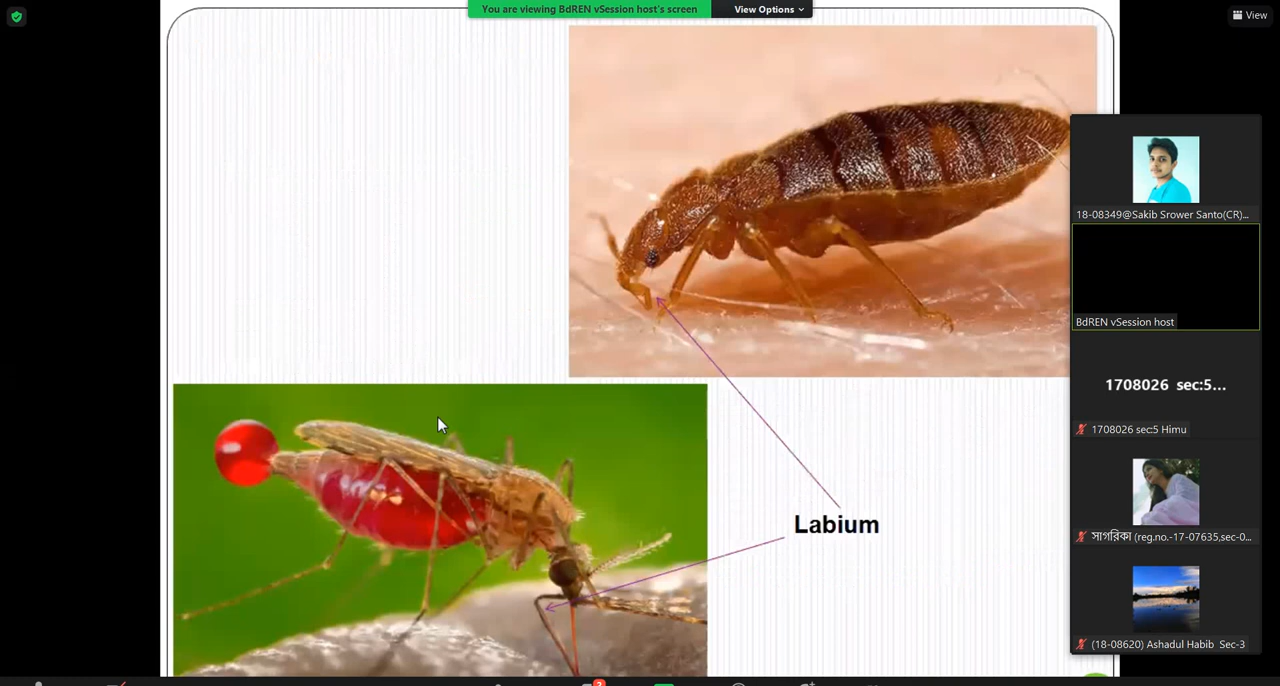 You are viewing BdREN vSession host's screen
View Options
View
18-08349@Sakib Srower Santo(CR)...
BdREN vSession host
1708026 sec:5...
1708026 sec:5 Himu
সাগরিকা (reg.no.-17-07635,sec-0...
(18-08620) Ashadul Habib Sec-3
Labium
2